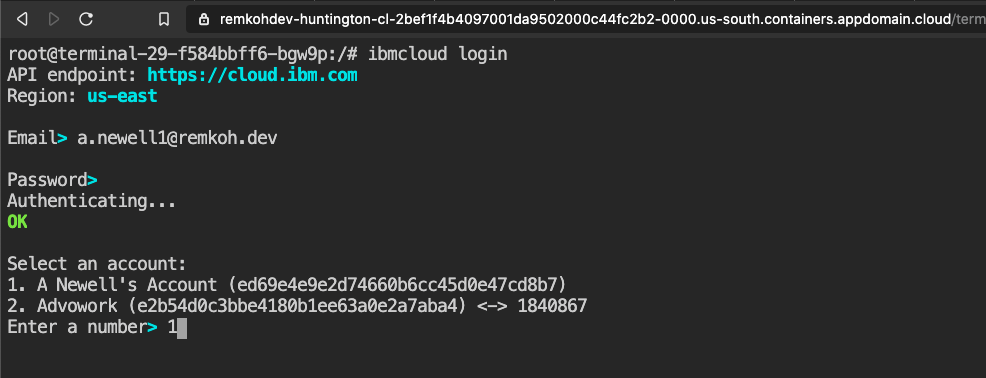 remkohdev-huntington-cl-2bef1f4b4097001da9502000c44fc2b2-0000.us-south.containers.appdomain.cloud/term
root@terminal-29-f584bbff6-bgw9p:/# ibmcloud login
API endpoint: https://cloud.ibm.com
Region: us-east
Email> a.newell1@remkoh.dev
Password>
Authenticating...
OK
Select an account:
1. A Newell's Account (ed69e4e9e2d74660b6cc45d0e47cd8b7)
2. Advowork (e2b54d0c3bbe4180b1ee63a0e2a7aba4) <-> 1840867
Enter a number> 1